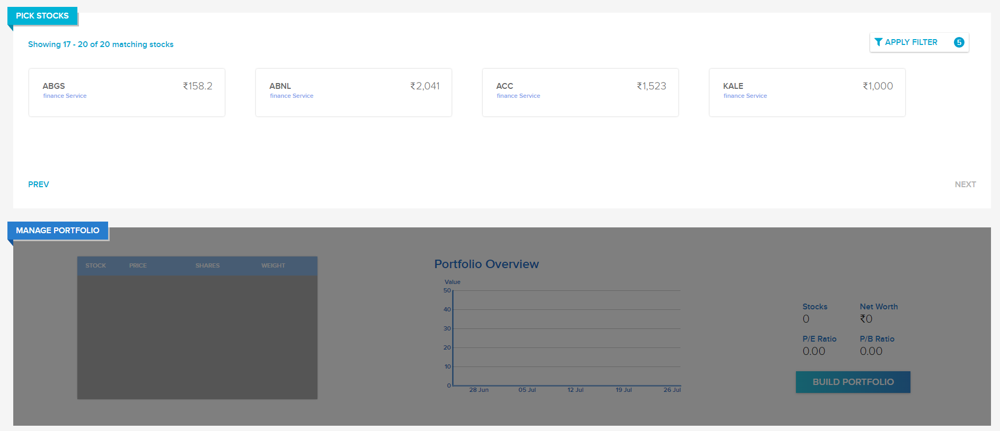 PICK STOCKS
Showing 17 - 20 of 20 matching stocks
APPLY FILTER 5
ABGS ₹158.2
finance Service
ABNL ₹2,041
finance Service
ACC ₹1,523
finance Service
KALE ₹1,000
finance Service
PREV
NEXT
MANAGE PORTFOLIO
STOCK PRICE SHARES WEIGHT
Portfolio Overview
Value
50
40
30
20
10
0
28 Jun 05 Jul 12 Jul 19 Jul 26 Jul
Stocks Net Worth
0 ₹0
P/E Ratio P/B Ratio
0.00 0.00
BUILD PORTFOLIO